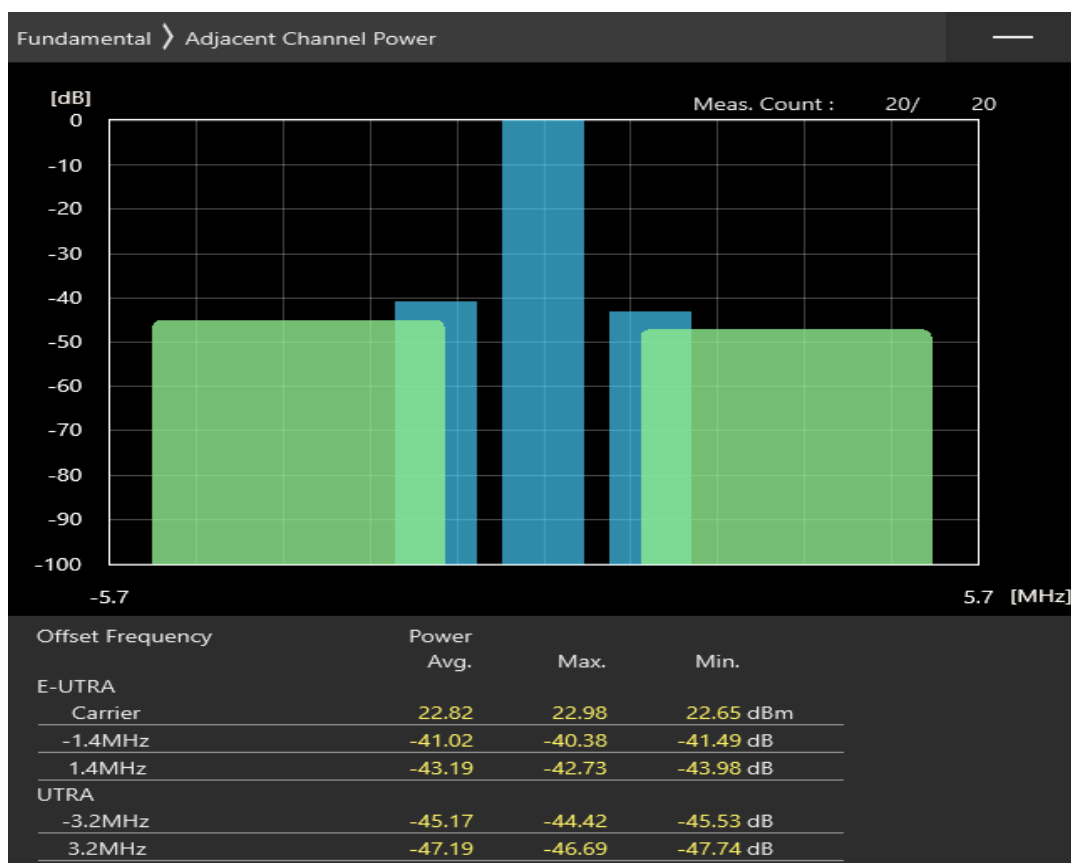 Fundamental ❯ Adjacent Channel Power
[dB]
Meas. Count : 20/ 20
0
-10
-20
-30
-40
-50
-60
-70
-80
-90
-100
-5.7 5.7 [MHz]
Offset Frequency Power
Avg. Max. Min.
E-UTRA
Carrier 22.82 22.98 22.65 dBm
-1.4MHz -41.02 -40.38 -41.49 dB
1.4MHz -43.19 -42.73 -43.98 dB
UTRA
-3.2MHz -45.17 -44.42 -45.53 dB
3.2MHz -47.19 -46.69 -47.74 dB